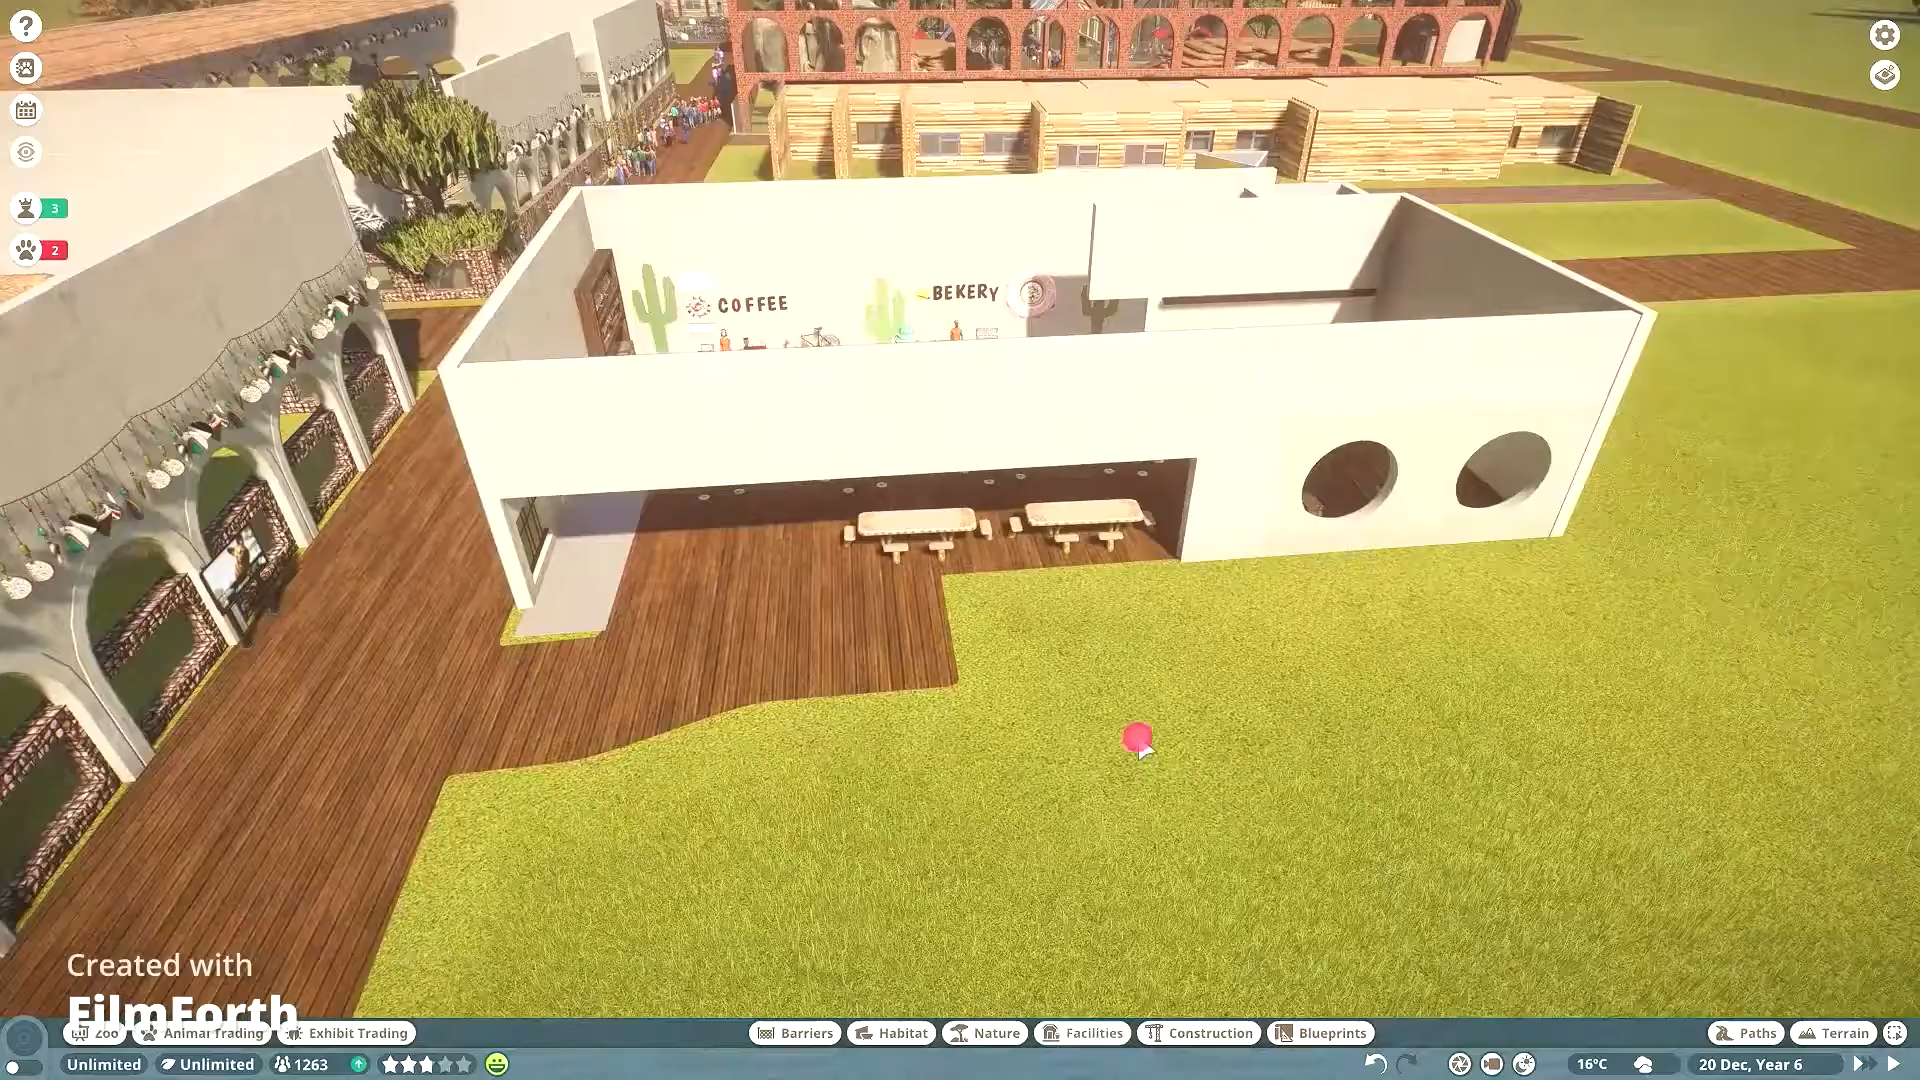 3
2
COFFEE
BEKERY
Created with
FilmForth
Zoo
Animal Trading
Exhibit Trading
Barriers
Habitat
Nature
Facilities
Construction
Blueprints
Paths
Terrain
Unlimited
Unlimited
1263
16°C
20 Dec, Year 6